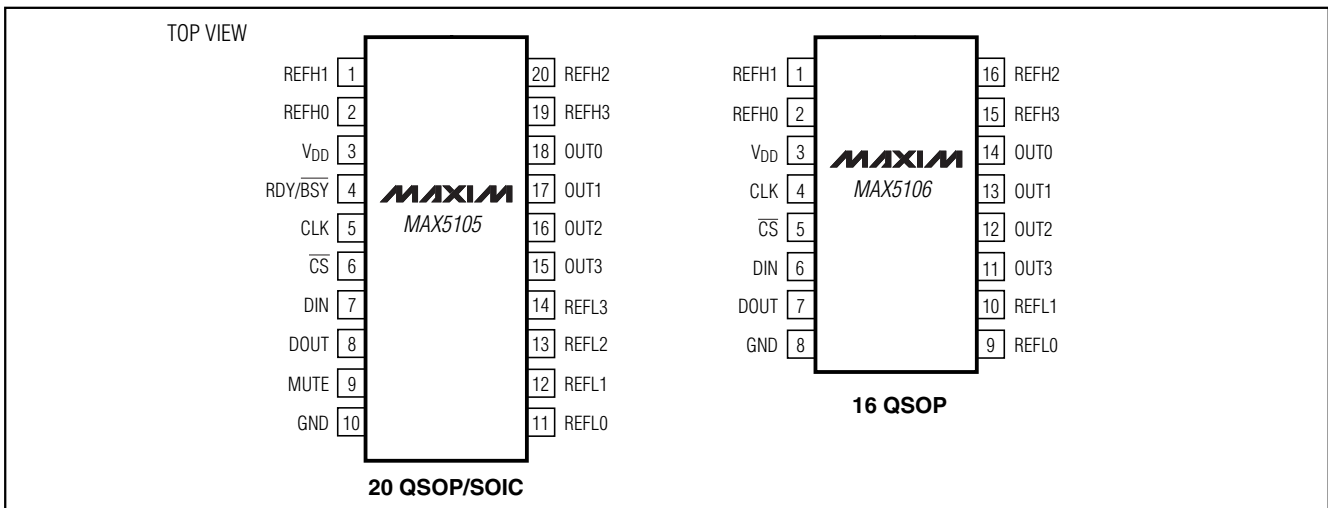 TOP VIEW
REFH1 1
REFH0 2
VDD 3
RDY/BSY 4
CLK 5
CS 6
DIN 7
DOUT 8
MUTE 9
GND 10
MAXIM
MAX5105
20 REFH2
19 REFH3
18 OUT0
17 OUT1
16 OUT2
15 OUT3
14 REFL3
13 REFL2
12 REFL1
11 REFL0
20 QSOP/SOIC
REFH1 1
REFH0 2
VDD 3
CLK 4
CS 5
DIN 6
DOUT 7
GND 8
MAXIM
MAX5106
16 REFH2
15 REFH3
14 OUT0
13 OUT1
12 OUT2
11 OUT3
10 REFL1
9 REFL0
16 QSOP